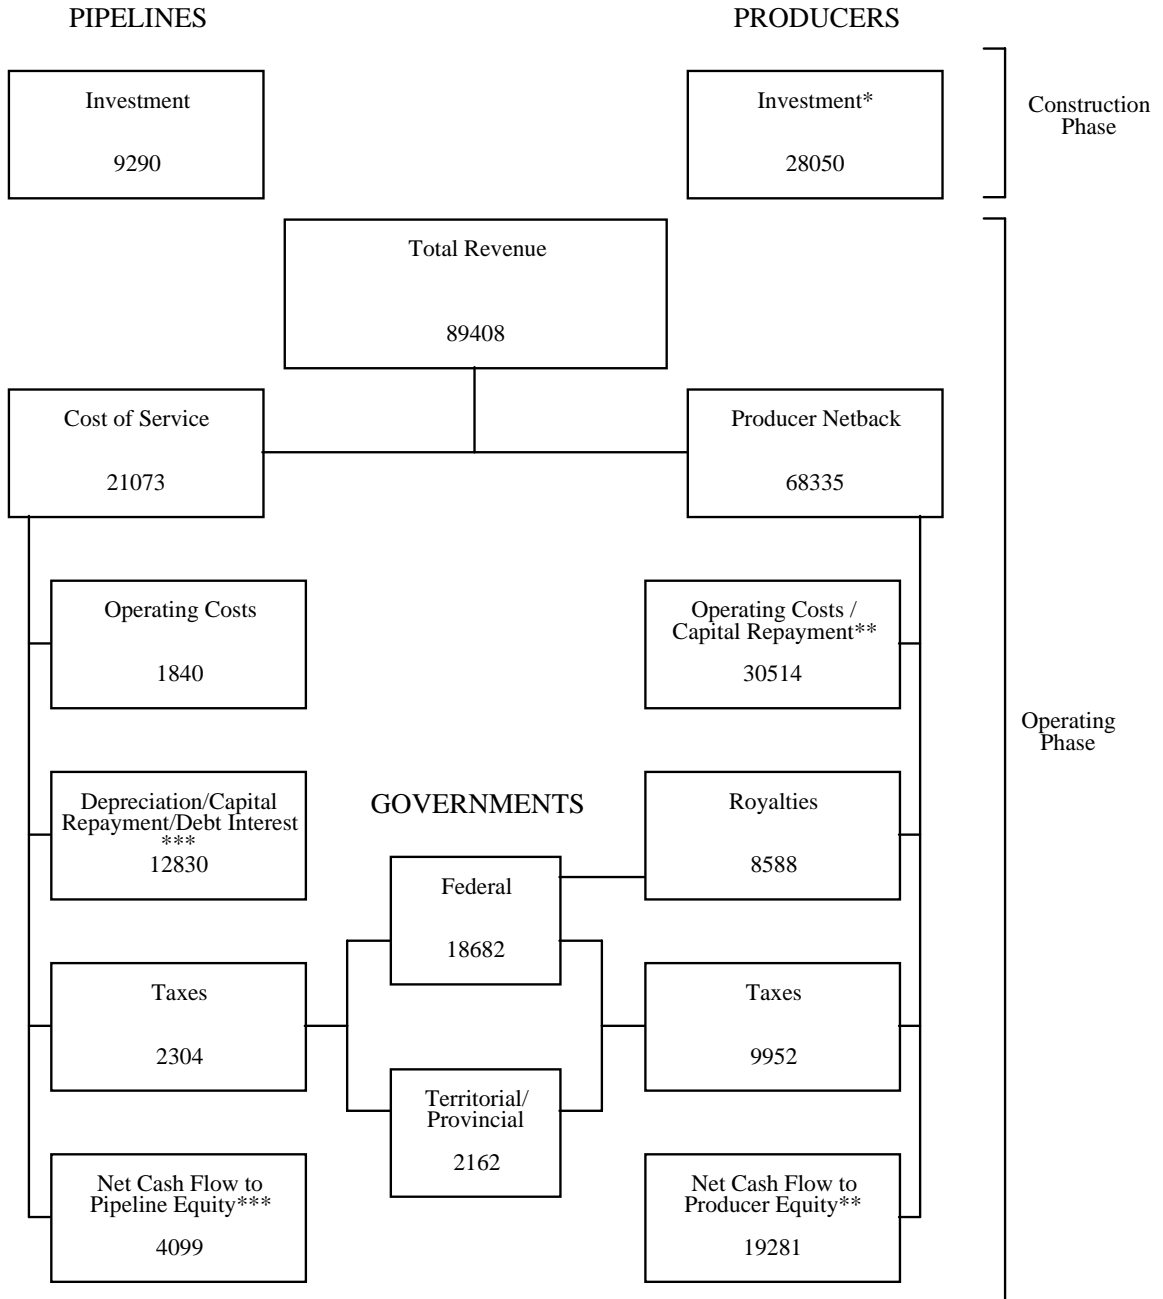 PIPELINES
PRODUCERS
Investment
9290
Investment*
28050
Construction
Phase
Total Revenue
89408
Cost of Service
21073
Producer Netback
68335
Operating Costs
1840
Operating Costs /
Capital Repayment**
30514
Operating
Phase
Depreciation/Capital
Repayment/Debt Interest
***
12830
GOVERNMENTS
Royalties
8588
Federal
18682
Taxes
2304
Taxes
9952
Territorial/
Provincial
2162
Net Cash Flow to
Pipeline Equity***
4099
Net Cash Flow to
Producer Equity**
19281